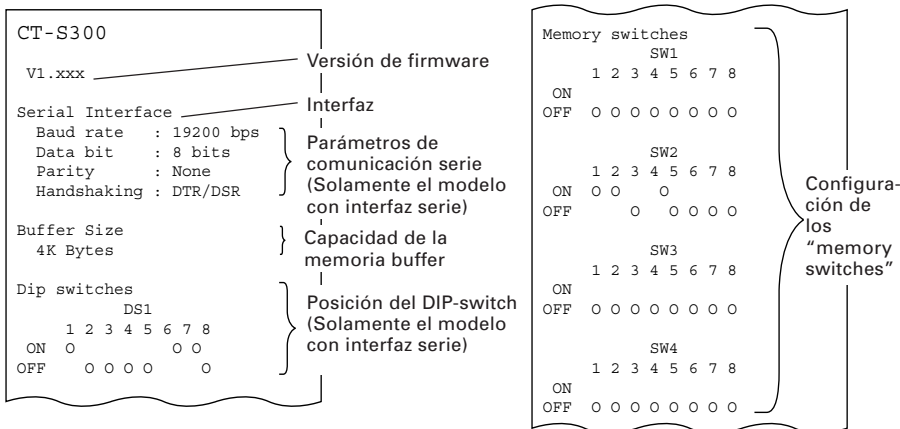 CT-S300
V1.xxx
Versión de firmware
Serial Interface
Interfaz
Baud rate : 19200 bps
Data bit : 8 bits
Parity : None
Handshaking : DTR/DSR
Parámetros de
comunicación serie
(Solamente el modelo
con interfaz serie)
Buffer Size
4K Bytes
Capacidad de la
memoria buffer
Dip switches
DS1
1 2 3 4 5 6 7 8
ON O O O
OFF O O O O O
Posición del DIP-switch
(Solamente el modelo
con interfaz serie)
Memory switches
SW1
1 2 3 4 5 6 7 8
ON
OFF O O O O O O O O
SW2
1 2 3 4 5 6 7 8
ON O O O
OFF O O O O O
SW3
1 2 3 4 5 6 7 8
ON
OFF O O O O O O O O
SW4
1 2 3 4 5 6 7 8
ON
OFF O O O O O O O O
Configura-
ción de
los
“memory
switches”